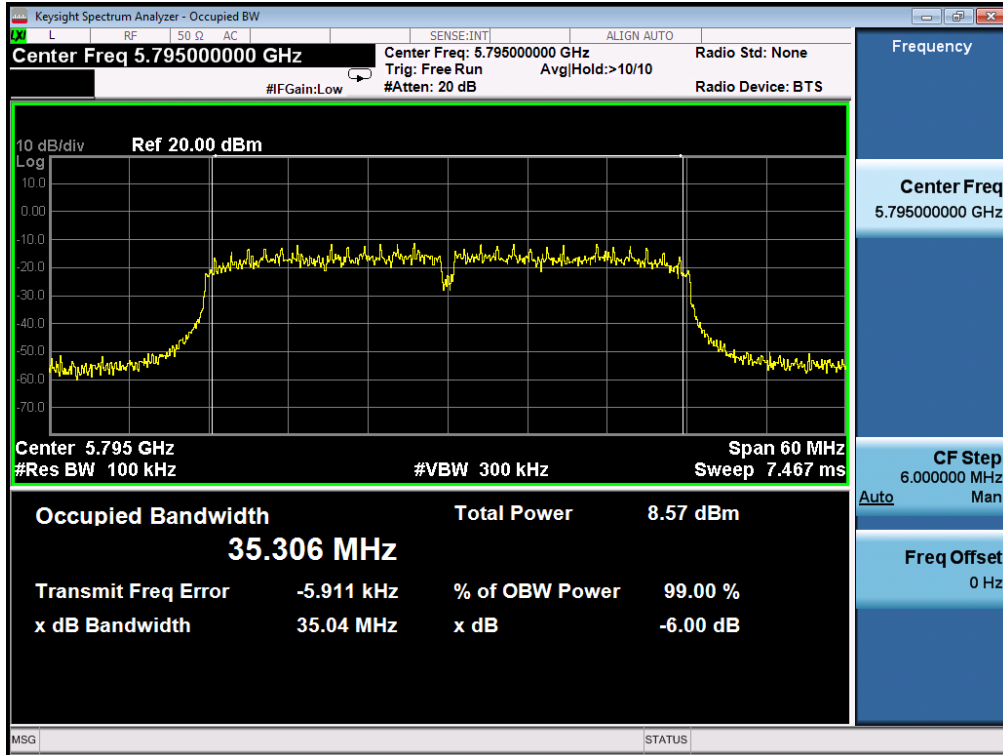 Keysight Spectrum Analyzer - Occupied BW
LXI L RF 50 Ω AC SENSE:INT ALIGN AUTO
Center Freq 5.795000000 GHz
Center Freq: 5.795000000 GHz Radio Std: None
Trig: Free Run Avg|Hold:>10/10
#IFGain:Low #Atten: 20 dB Radio Device: BTS
10 dB/div Ref 20.00 dBm
Log
10.0
0.00
-10.0
-20.0
-30.0
-40.0
-50.0
-60.0
-70.0
Center 5.795 GHz Span 60 MHz
#Res BW 100 kHz #VBW 300 kHz Sweep 7.467 ms
Occupied Bandwidth Total Power 8.57 dBm
35.306 MHz
Transmit Freq Error -5.911 kHz % of OBW Power 99.00 %
x dB Bandwidth 35.04 MHz x dB -6.00 dB
MSG STATUS
Frequency
Center Freq
5.795000000 GHz
CF Step
6.000000 MHz
Auto Man
Freq Offset
0 Hz